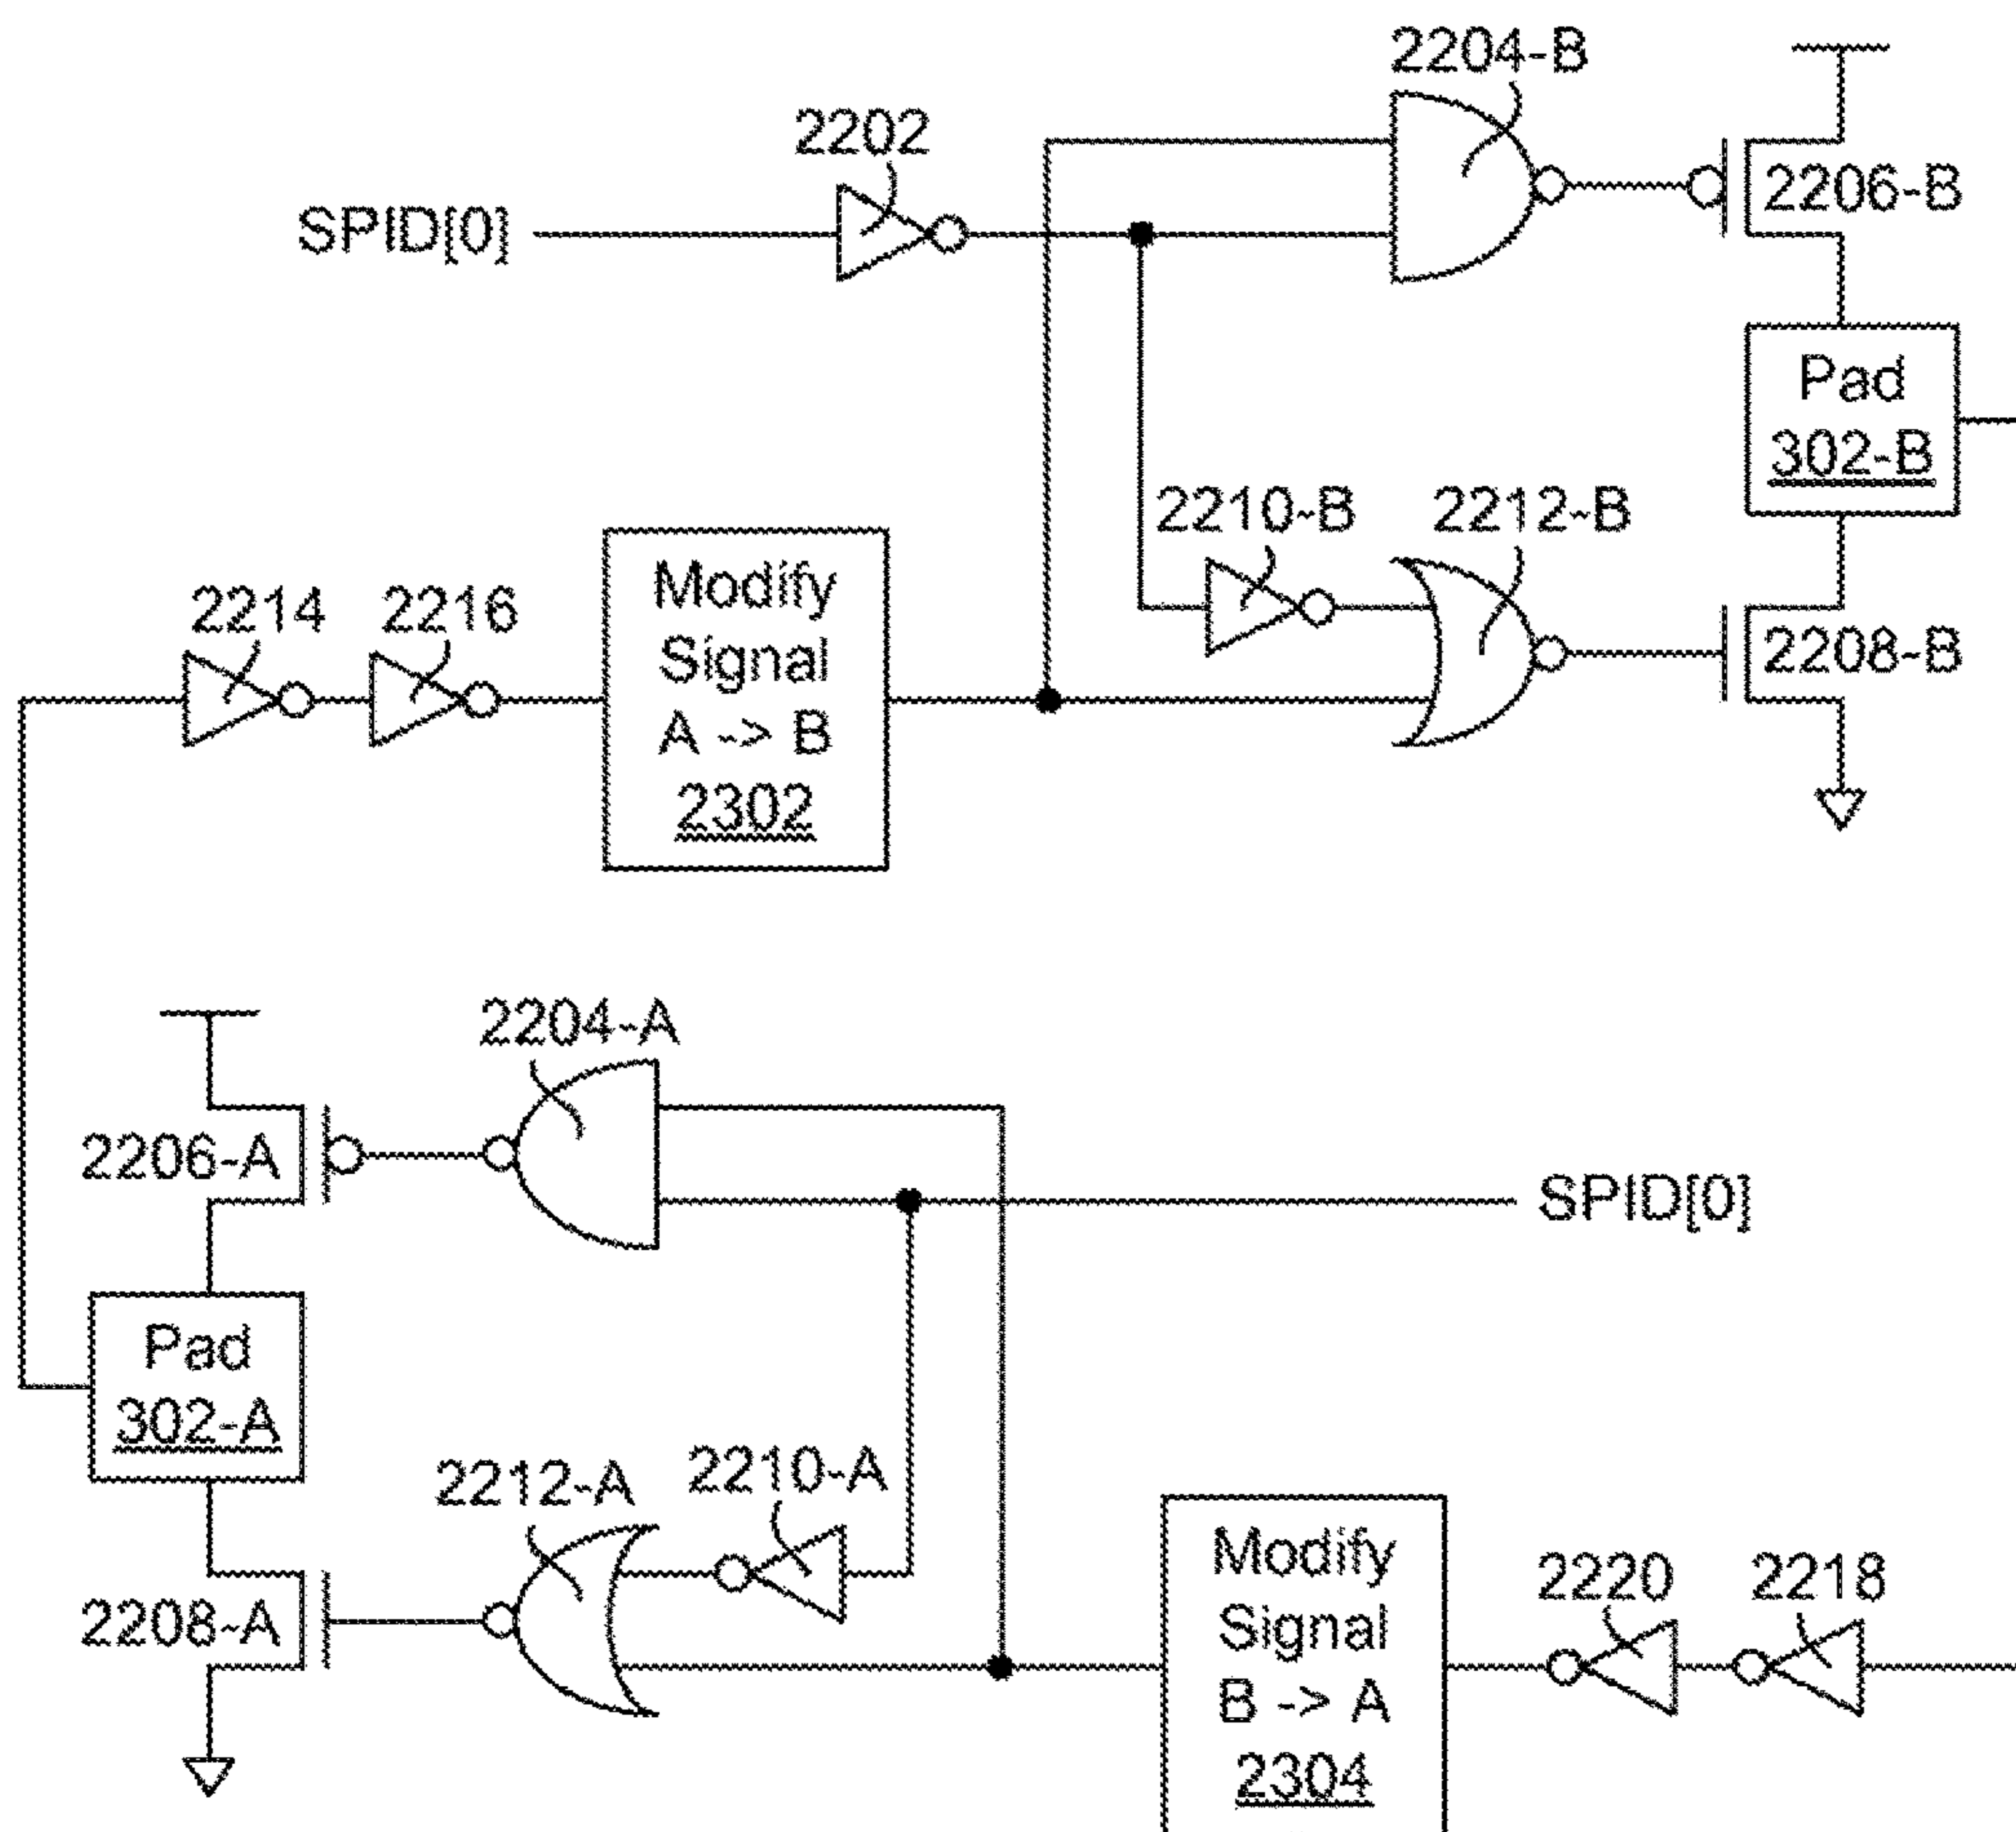 2204-B
2202
SPID[0]
2206-B
Pad
302-B
2210-B
2212-B
2214
2216
Modify
Signal
A -> B
2302
2208-B
2204-A
2206-A
SPID[0]
Pad
302-A
2212-A
2210-A
2208-A
Modify
Signal
B -> A
2304
2220
2218